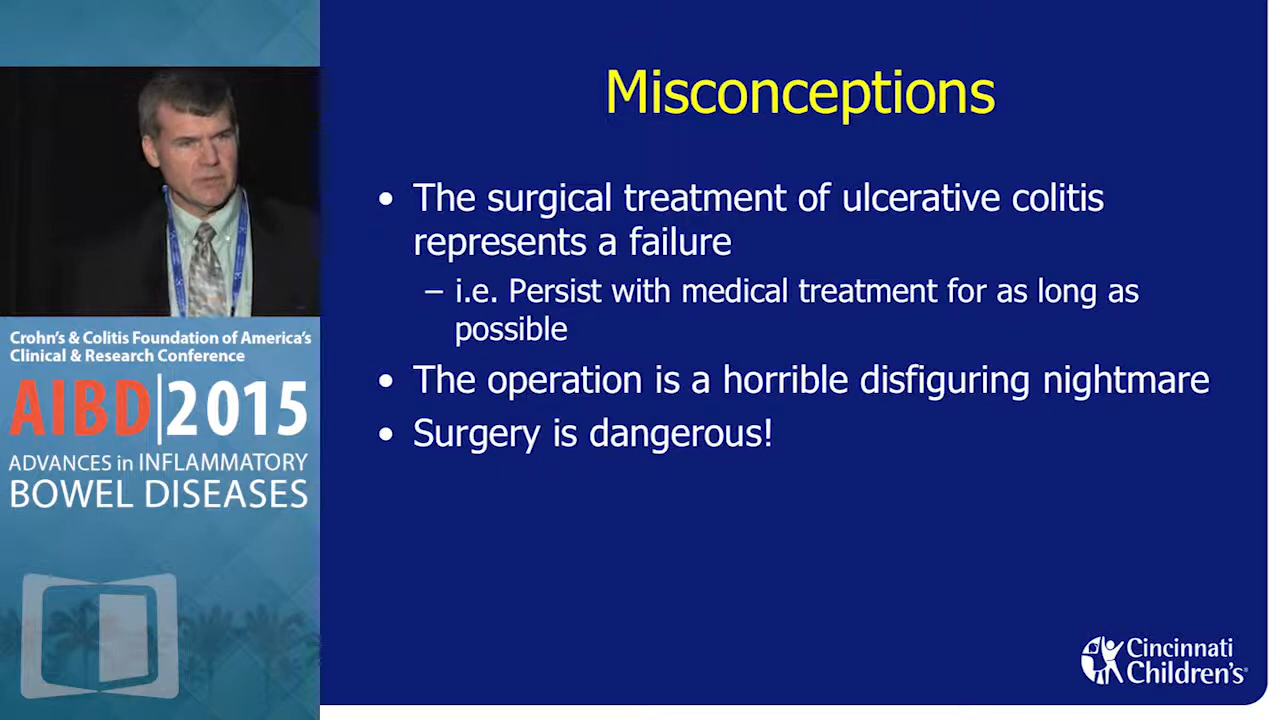 Misconceptions
• The surgical treatment of ulcerative colitis
represents a failure
– i.e. Persist with medical treatment for as long as
possible
• The operation is a horrible disfiguring nightmare
• Surgery is dangerous!
Crohn's & Colitis Foundation of America's
Clinical & Research Conference
AIBD|2015
ADVANCES in INFLAMMATORY
BOWEL DISEASES
Cincinnati
Children's®